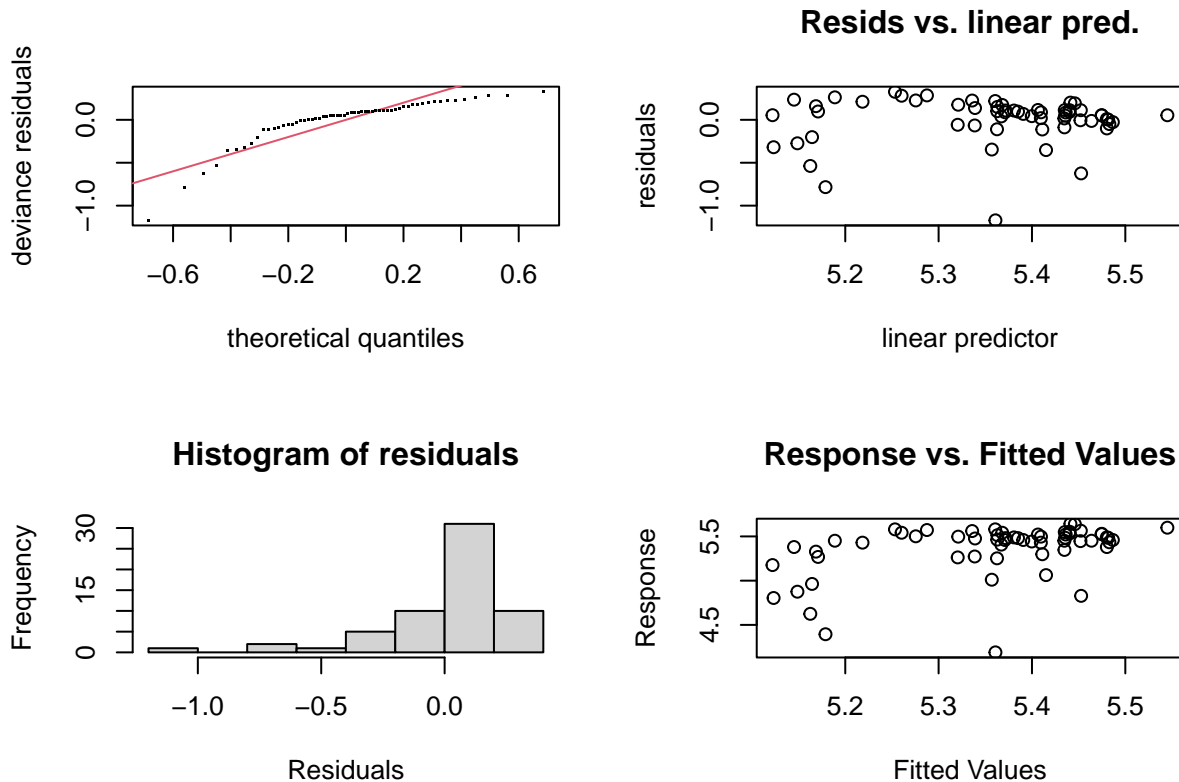 deviance residuals
−1.0
0.0
−0.6
−0.2
0.2
0.6
theoretical quantiles
Resids vs. linear pred.
residuals
−1.0
0.0
5.2
5.3
5.4
5.5
linear predictor
Histogram of residuals
Frequency
0
15
30
−1.0
−0.5
0.0
Residuals
Response vs. Fitted Values
Response
4.5
5.5
5.2
5.3
5.4
5.5
Fitted Values